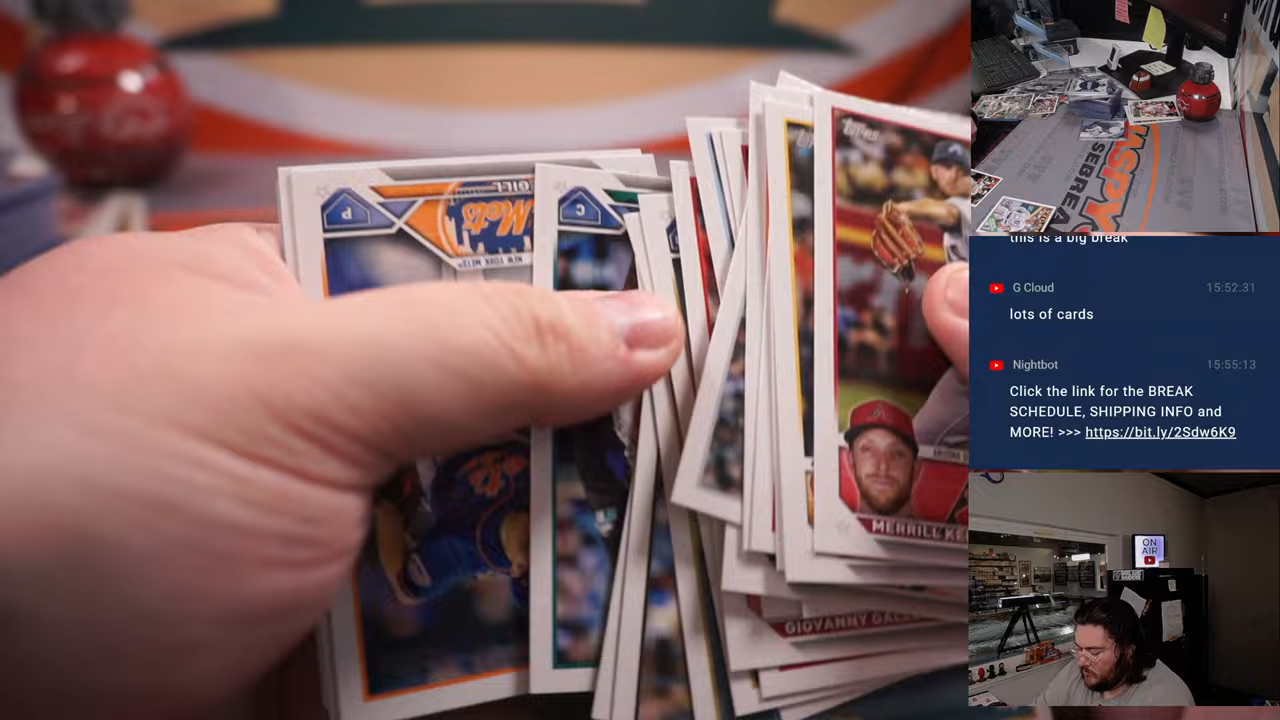 GILL
Mets
NEW YORK METS
P
C
Topps
MERRILL KE
GIOVANNY GALL
this is a big break
G Cloud 15:52:31
lots of cards
Nightbot 15:55:13
Click the link for the BREAK
SCHEDULE, SHIPPING INFO and
MORE! >>> https://bit.ly/2Sdw6K9
ON
AIR